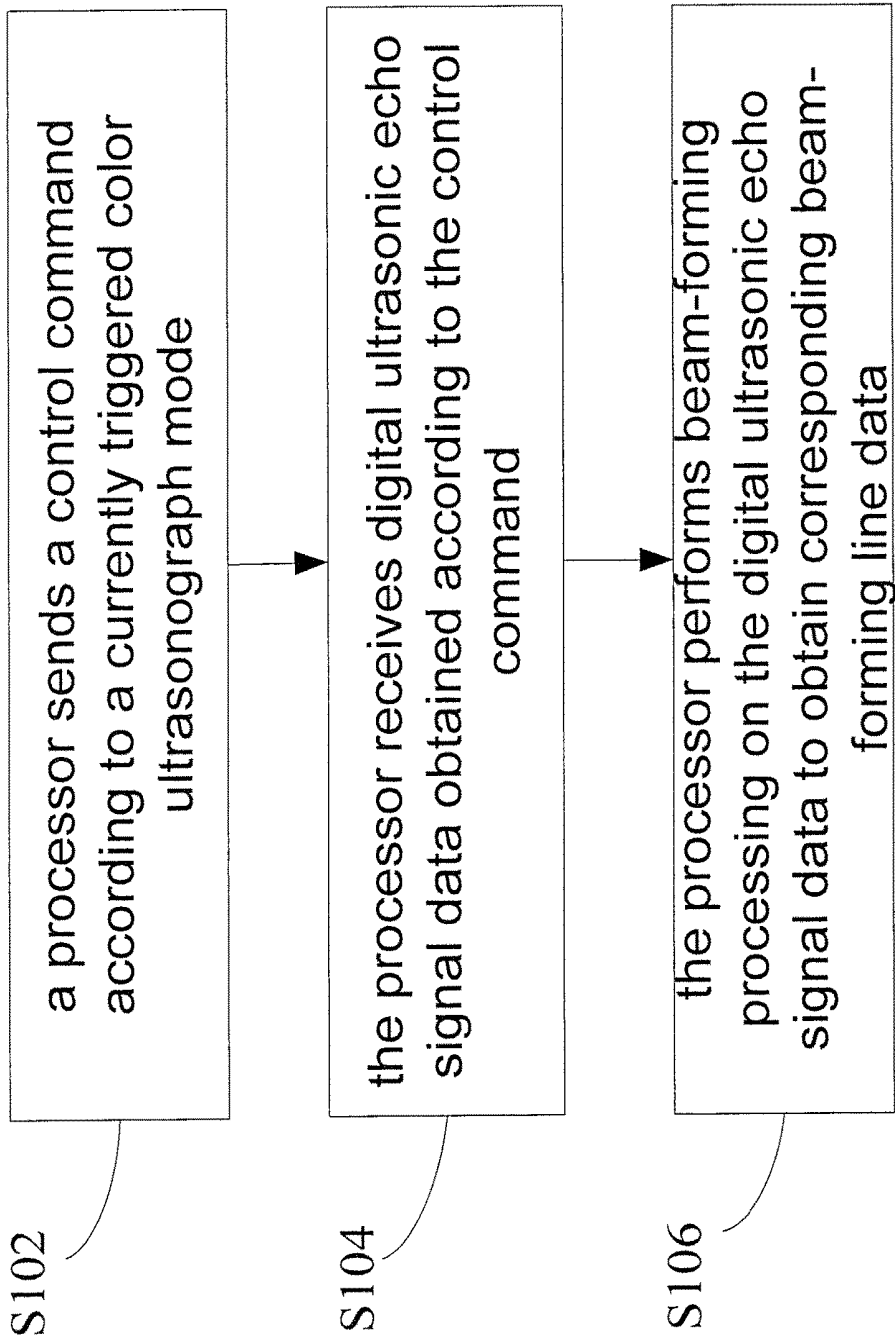 S102
a processor sends a control command
according to a currently triggered color
ultrasonograph mode
S104
the processor receives digital ultrasonic echo
signal data obtained according to the control
command
S106
the processor performs beam-forming
processing on the digital ultrasonic echo
signal data to obtain corresponding beam-
forming line data